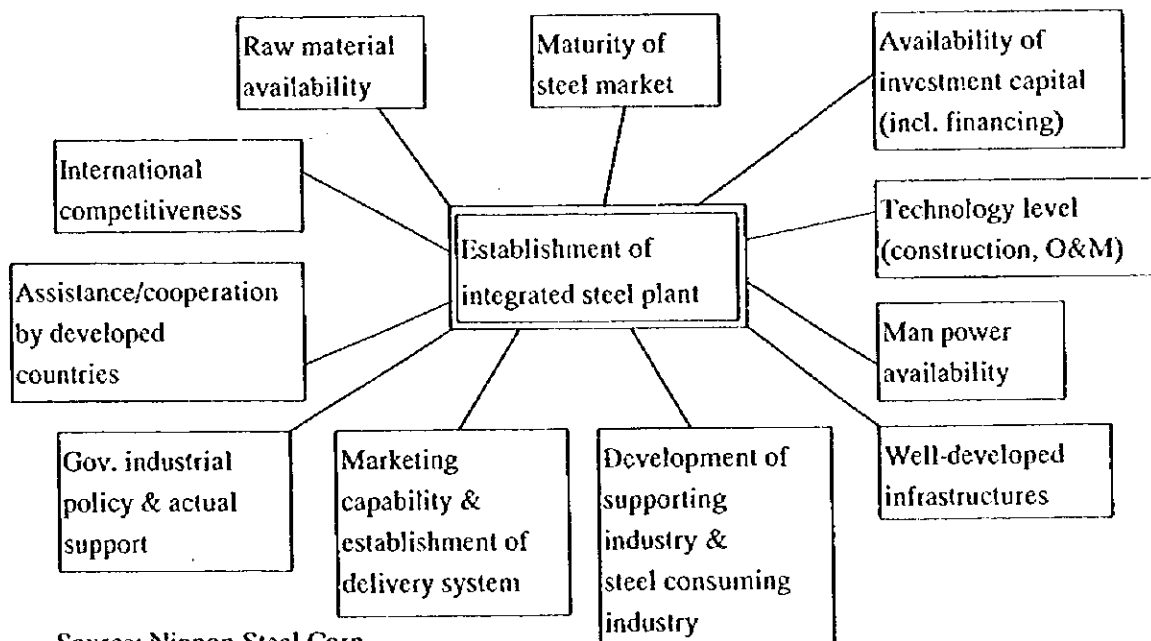 Raw material
availability
Maturity of
steel market
Availability of
investment capital
(incl. financing)
International
competitiveness
Technology level
(construction, O&M)
Establishment of
integrated steel plant
Assistance/cooperation
by developed
countries
Man power
availability
Gov. industrial
policy & actual
support
Marketing
capability &
establishment of
delivery system
Development of
supporting
industry &
steel consuming
industry
Well-developed
infrastructures
Source: Nippon Steel Corp.